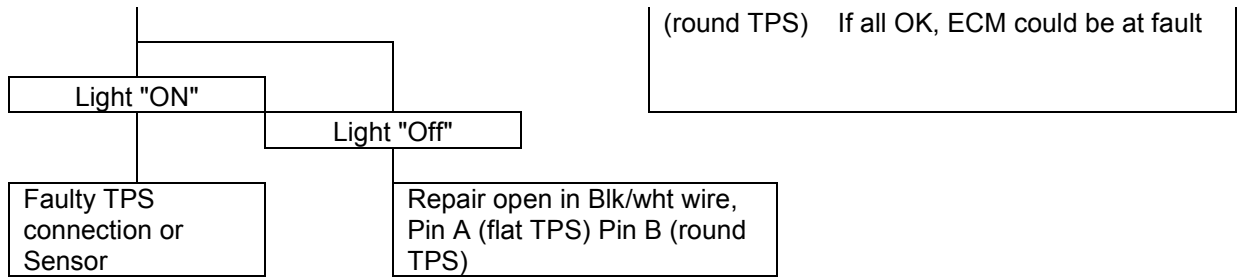 (round TPS) If all OK, ECM could be at fault
Light "ON"
Light "Off"
Faulty TPS
connection or
Sensor
Repair open in Blk/wht wire,
Pin A (flat TPS) Pin B (round
TPS)